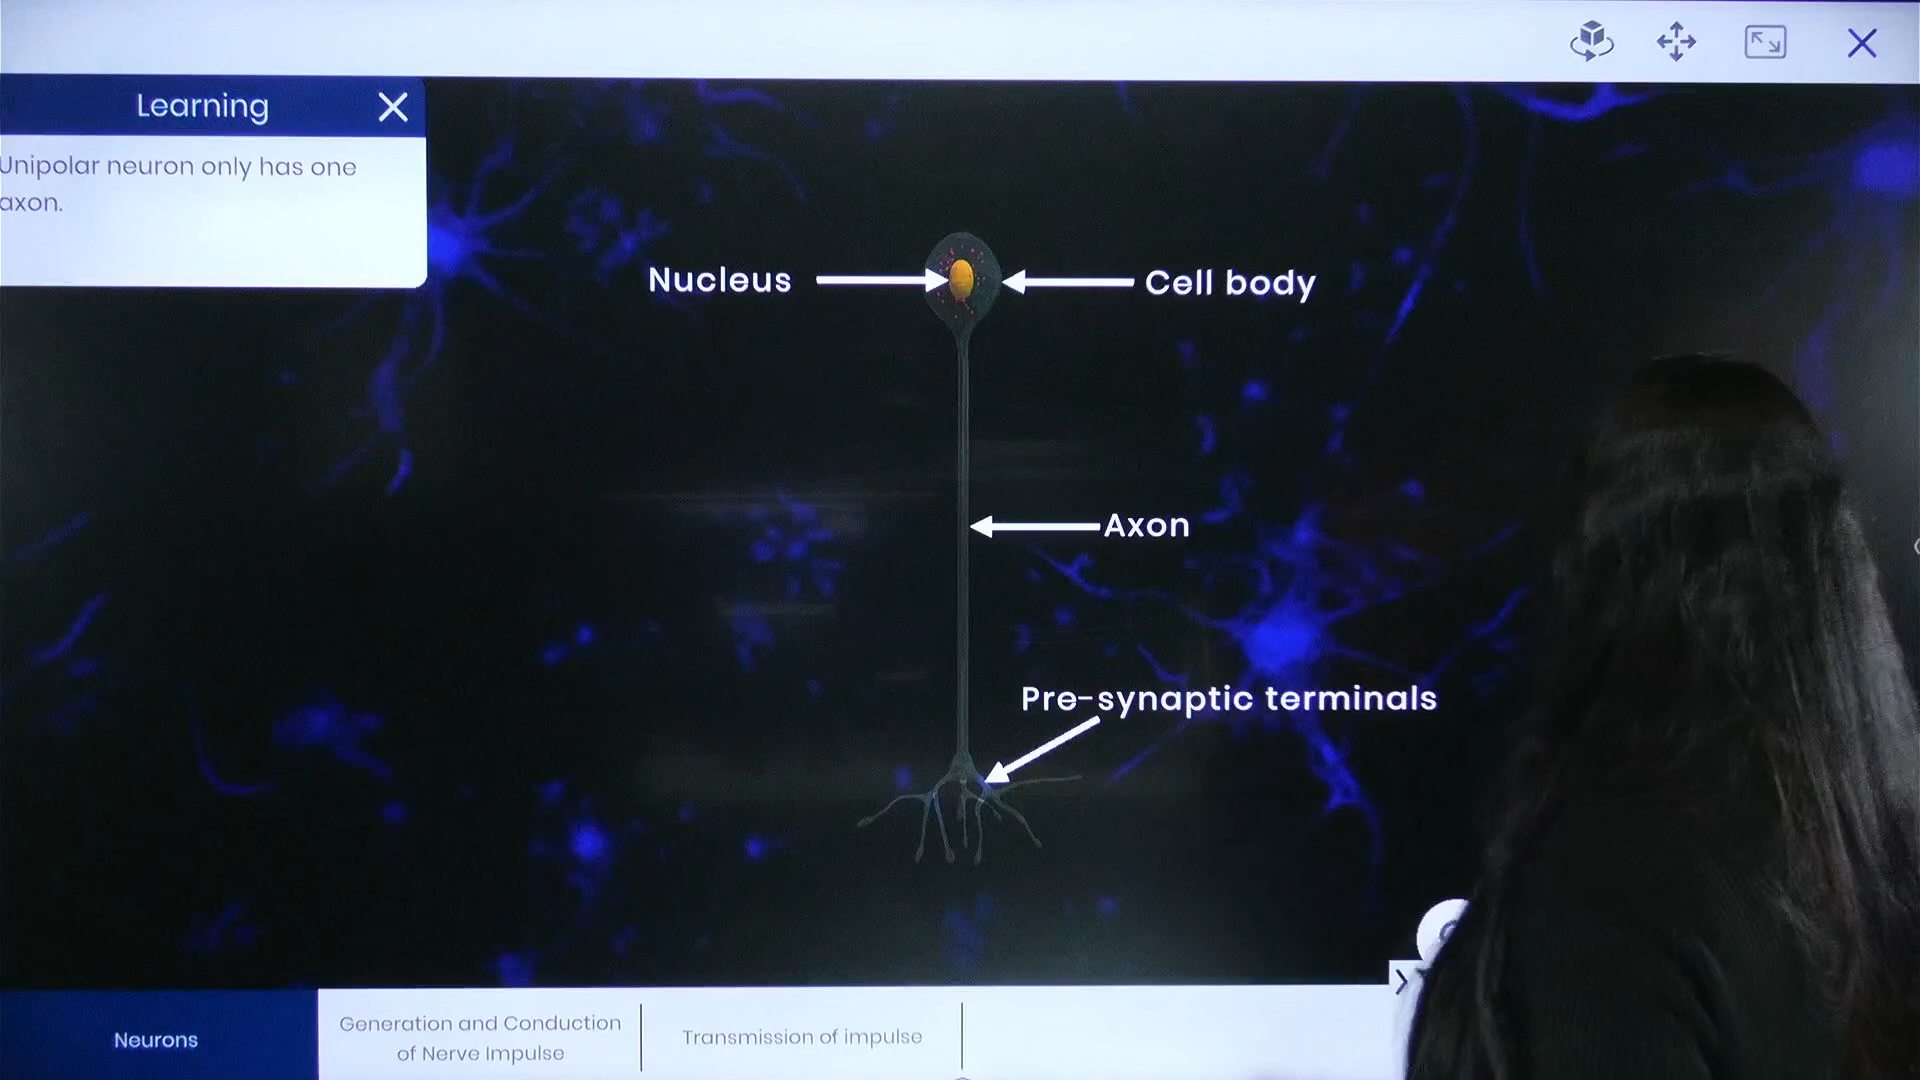 Learning
Unipolar neuron only has one
axon.
Nucleus
Cell body
Axon
Pre-synaptic terminals
Neurons
Generation and Conduction
of Nerve Impulse
Transmission of impulse